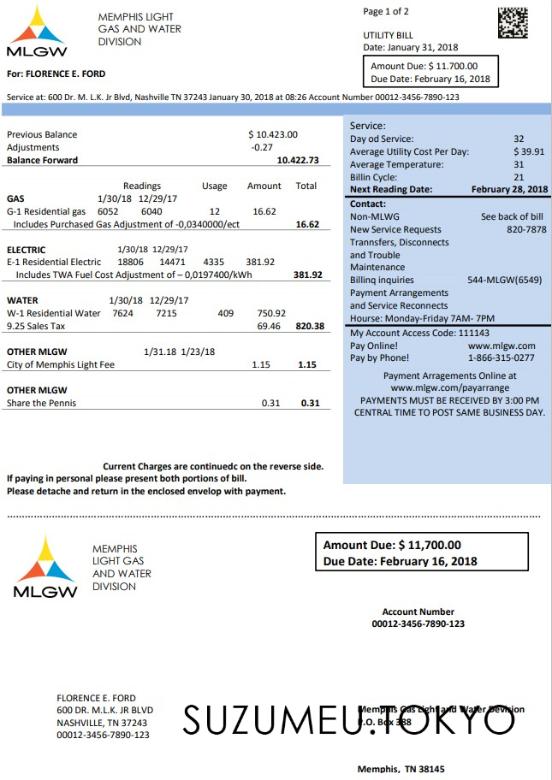 MEMPHIS LIGHT
GAS AND WATER
DIVISION
MLGW
Page 1 of 2
UTILITY BILL
Date: January 31, 2018
Amount Due: $ 11.700.00
Due Date: February 16, 2018
For: FLORENCE E. FORD
Service at: 600 Dr. M. L.K. Jr Blvd, Nashville TN 37243 January 30, 2018 at 08:26 Account Number 00012-3456-7890-123
Previous Balance $ 10.423.00
Adjustments -0.27
Balance Forward 10.422.73
Readings Usage Amount Total
GAS 1/30/18 12/29/17
G-1 Residential gas 6052 6040 12 16.62
Includes Purchased Gas Adjustment of -0,0340000/ect 16.62
ELECTRIC 1/30/18 12/29/17
E-1 Residential Electric 18806 14471 4335 381.92
Includes TWA Fuel Cost Adjustment of – 0,0197400/kWh 381.92
WATER 1/30/18 12/29/17
W-1 Residential Water 7624 7215 409 750.92
9.25 Sales Tax 69.46 820.38
OTHER MLGW 1/31.18 1/23/18
City of Memphis Light Fee 1.15 1.15
OTHER MLGW
Share the Pennis 0.31 0.31
Current Charges are continuedc on the reverse side.
If paying in personal please present both portions of bill.
Please detache and return in the enclosed envelop with payment.
Service:
Day od Service: 32
Average Utility Cost Per Day: $ 39.91
Average Temperature: 31
Billin Cycle: 21
Next Reading Date: February 28, 2018
Contact:
Non-MLWG See back of bill
New Service Requests 820-7878
Trannsfers, Disconnects
and Trouble
Maintenance
Billinq inquiries 544-MLGW(6549)
Payment Arrangements
and Service Reconnects
Hourse: Monday-Friday 7AM- 7PM
My Account Access Code: 111143
Pay Online! www.mlgw.com
Pay by Phone! 1-866-315-0277
Payment Arragements Online at
www.mlgw.com/payarrange
PAYMENTS MUST BE RECEIVED BY 3:00 PM
CENTRAL TIME TO POST SAME BUSINESS DAY.
MLGW
MEMPHIS
LIGHT GAS
AND WATER
DIVISION
Amount Due: $ 11,700.00
Due Date: February 16, 2018
Account Number
00012-3456-7890-123
FLORENCE E. FORD
600 DR. M.L.K. JR BLVD
NASHVILLE, TN 37243
00012-3456-7890-123
SUZUMEU.TOKYO
Memphis Gas Light and Water Devision
P.O. Box 388
Memphis, TN 38145